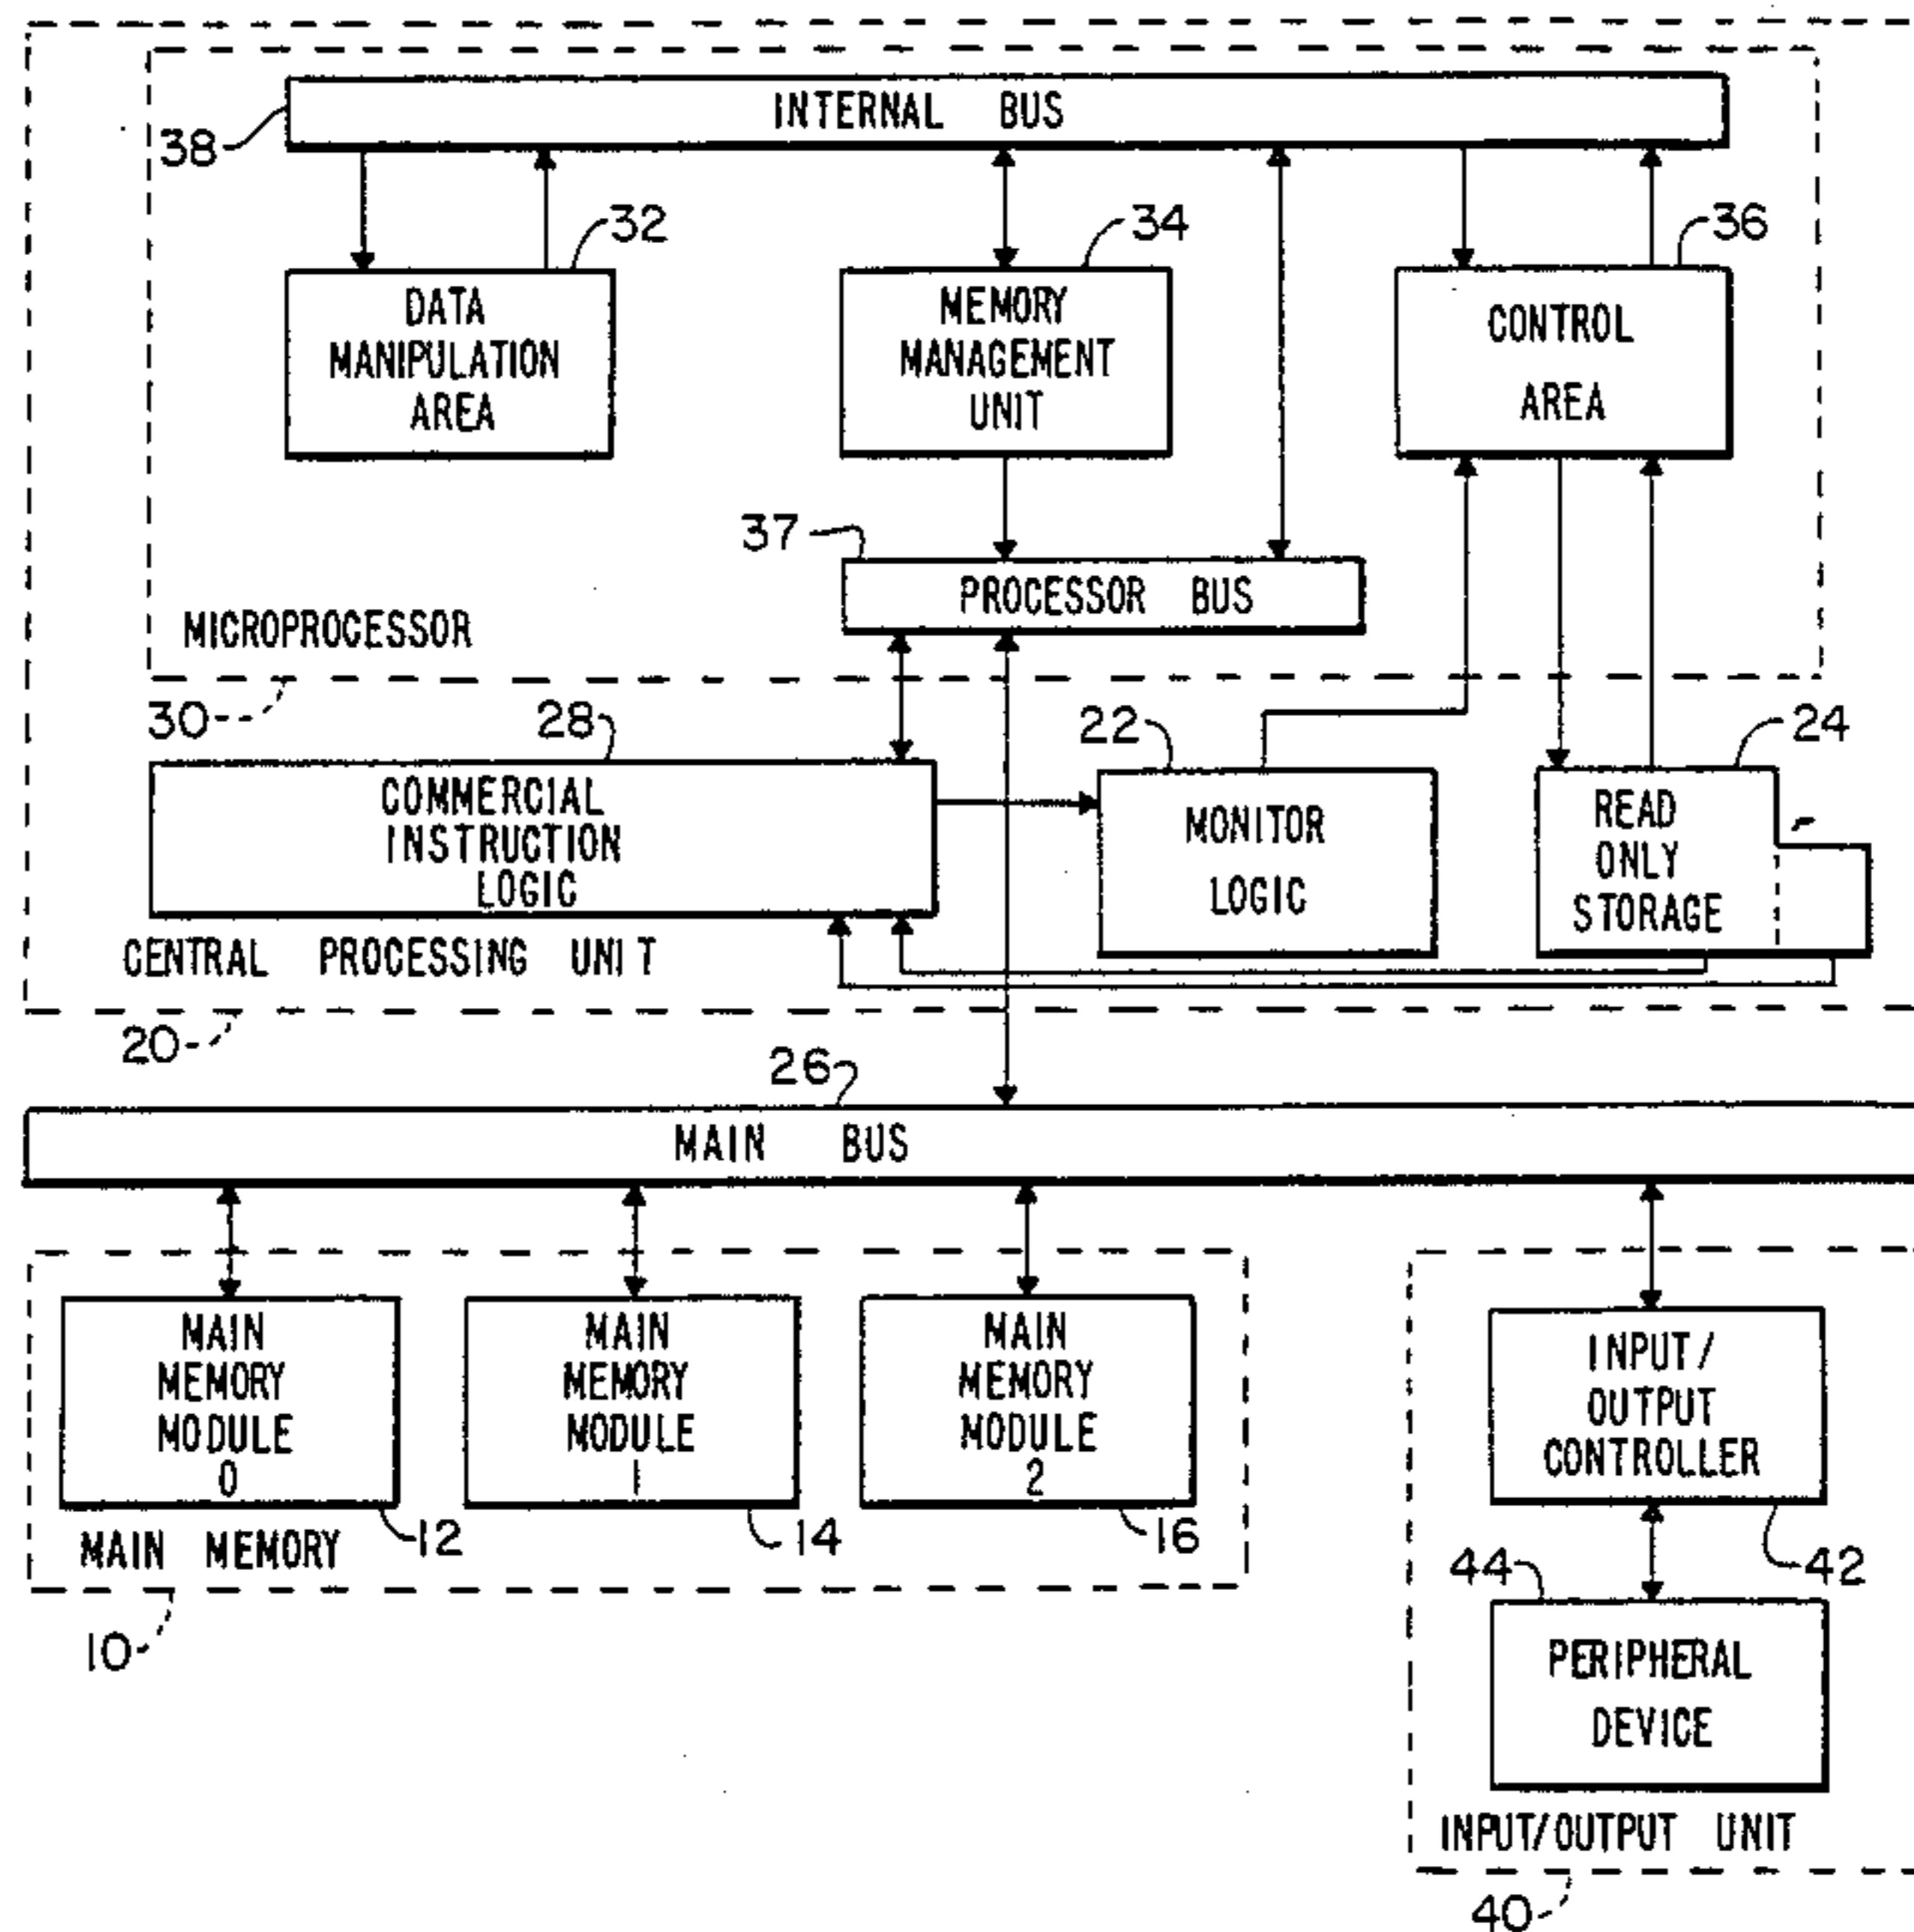 INTERNAL BUS
38
32
34
36
DATA
MANIPULATION
AREA
MEMORY
MANAGEMENT
UNIT
CONTROL
AREA
37
PROCESSOR BUS
MICROPROCESSOR
30
28
22
24
COMMERCIAL
INSTRUCTION
LOGIC
MONITOR
LOGIC
READ
ONLY
STORAGE
CENTRAL PROCESSING UNIT
20
26
MAIN BUS
MAIN
MEMORY
MODULE
0
MAIN
MEMORY
MODULE
1
MAIN
MEMORY
MODULE
2
INPUT/
OUTPUT
CONTROLLER
12
14
16
42
MAIN MEMORY
10
44
PERIPHERAL
DEVICE
INPUT/OUTPUT UNIT
40